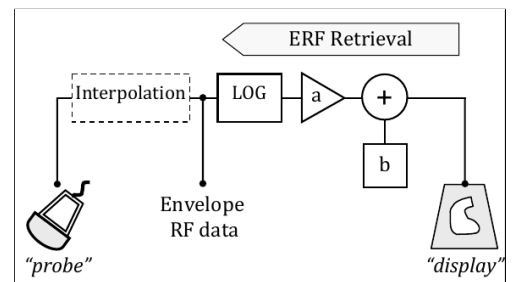 ERF Retrieval
Interpolation
LOG
a
+
b
Envelope
RF data
"probe"
"display"